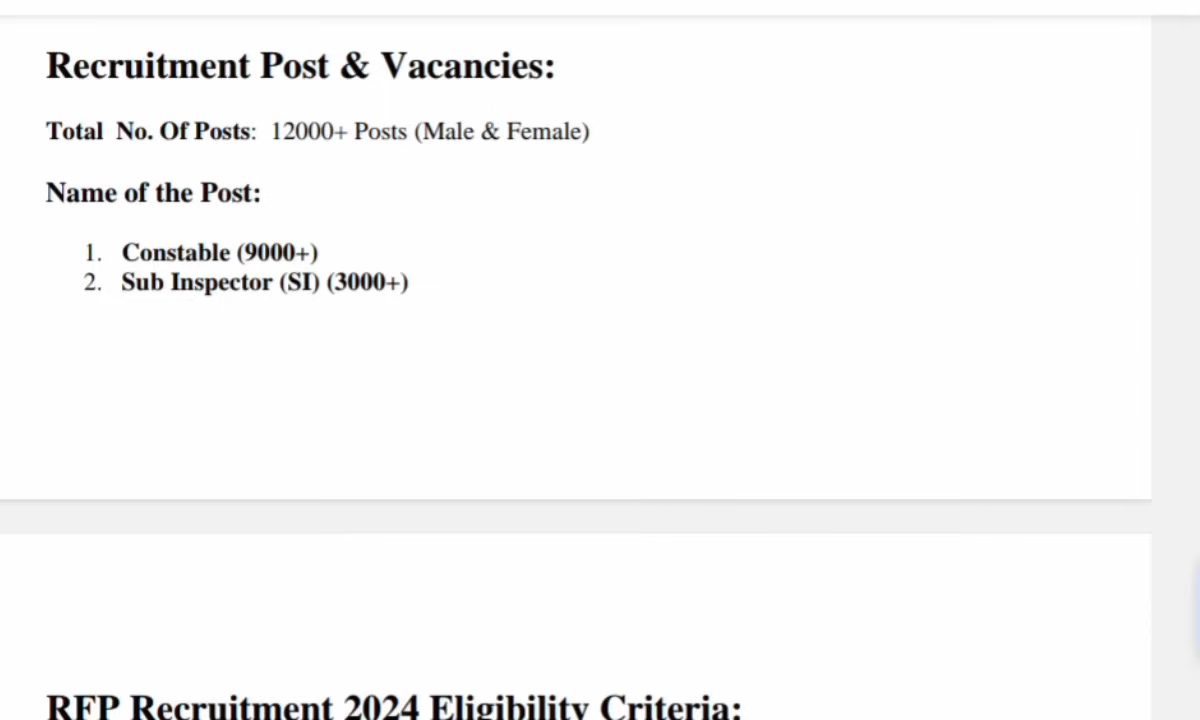 Recruitment Post & Vacancies:
Total No. Of Posts: 12000+ Posts (Male & Female)
Name of the Post:
1. Constable (9000+)
2. Sub Inspector (SI) (3000+)
RFP Recruitment 2024 Eligibility Criteria: